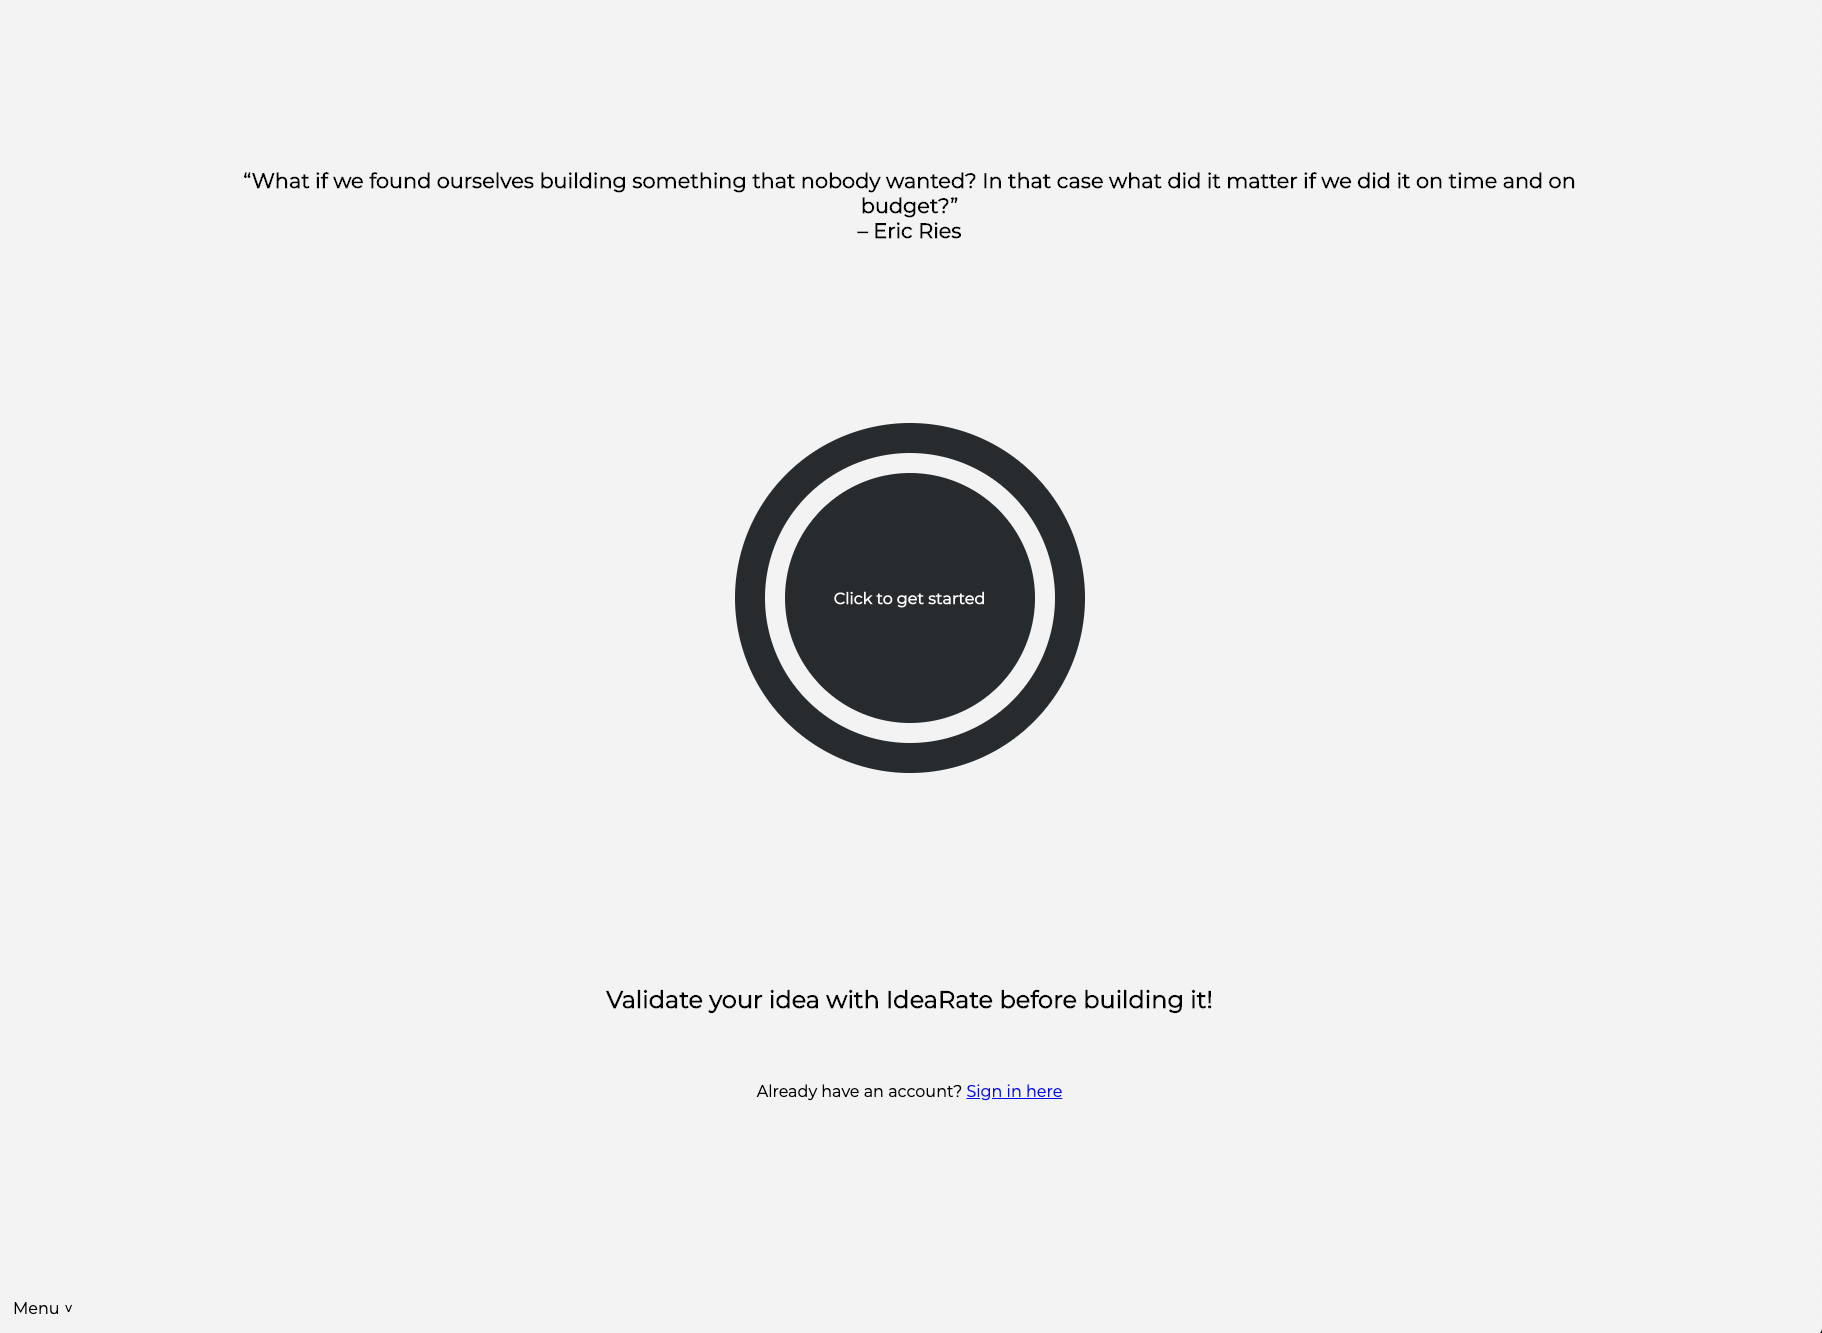 “What if we found ourselves building something that nobody wanted? In that case what did it matter if we did it on time and on
budget?”
– Eric Ries
Click to get started
Validate your idea with IdeaRate before building it!
Already have an account? Sign in here
Menu v